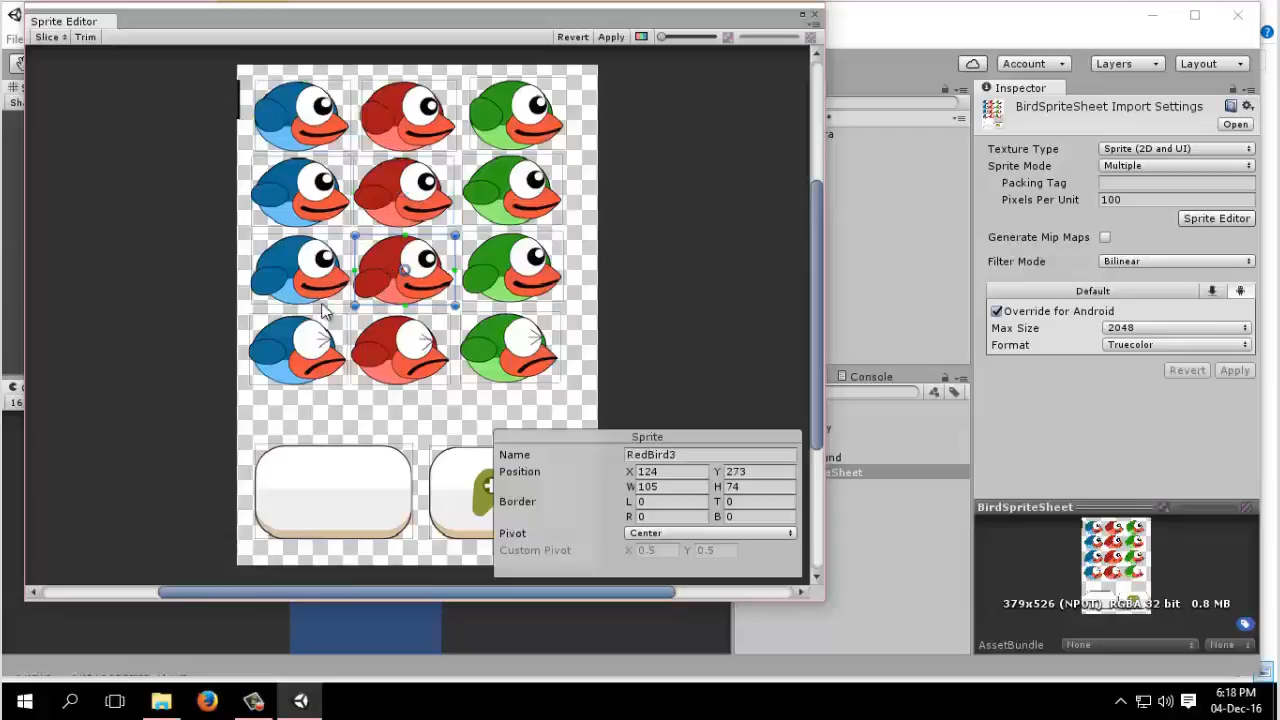 Sprite Editor
Slice
Trim
Revert
Apply
Account
Layers
Layout
Inspector
BirdSpriteSheet Import Settings
Open
Texture Type
Sprite (2D and UI)
Sprite Mode
Multiple
Packing Tag
Pixels Per Unit
100
Sprite Editor
Generate Mip Maps
Filter Mode
Bilinear
Default
Override for Android
Max Size
2048
Format
Truecolor
Revert
Apply
Console
Sprite
Name
RedBird3
Position
X 124
Y 273
W 105
H 74
Border
L 0
T 0
R 0
B 0
Pivot
Center
Custom Pivot
X 0.5
Y 0.5
BirdSpriteSheet
379x526 (NPOT) RGBA 32 bit 0.8 MB
AssetBundle
None
None
6:18 PM
04-Dec-16